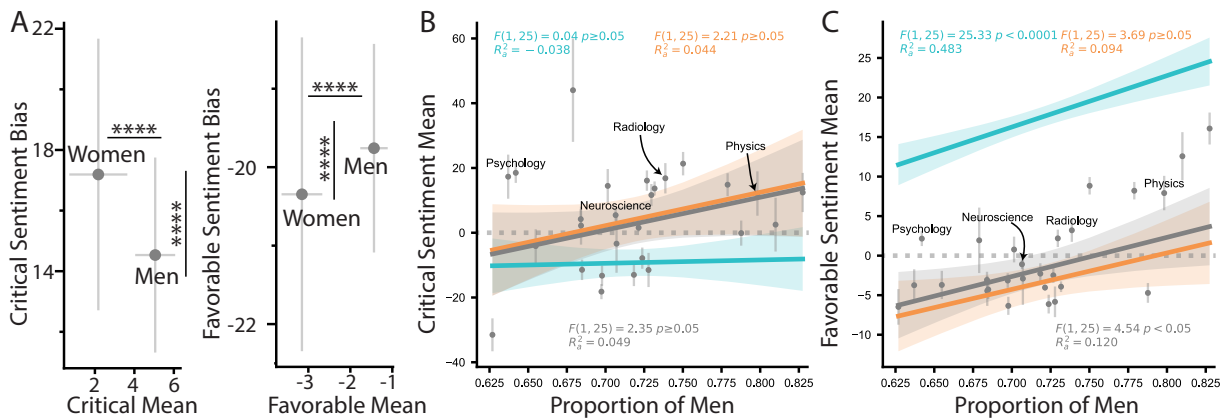 A
22
18
14
Critical Sentiment Bias
****
Women
****
Men
2 4 6
Critical Mean
-20
-22
Favorable Sentiment Bias
****
****
Men
Women
-3 -2 -1
Favorable Mean
B
60
40
20
0
−20
−40
Critical Sentiment Mean
F(1, 25) = 0.04 p ≥ 0.05
R²ₐ = −0.038
F(1, 25) = 2.21 p ≥ 0.05
R²ₐ = 0.044
Radiology
Psychology
Physics
Neuroscience
F(1, 25) = 2.35 p ≥ 0.05
R²ₐ = 0.049
0.625 0.650 0.675 0.700 0.725 0.750 0.775 0.800 0.825
Proportion of Men
C
25
20
15
10
5
0
−5
−10
Favorable Sentiment Mean
F(1, 25) = 25.33 p < 0.0001
R²ₐ = 0.483
F(1, 25) = 3.69 p ≥ 0.05
R²ₐ = 0.094
Physics
Psychology
Neuroscience
Radiology
F(1, 25) = 4.54 p < 0.05
R²ₐ = 0.120
0.625 0.650 0.675 0.700 0.725 0.750 0.775 0.800 0.825
Proportion of Men